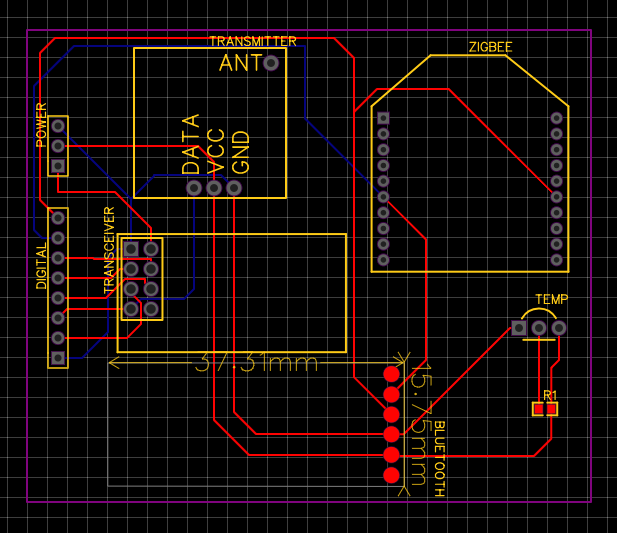 TRANSMITTER
ZIGBEE
ANT
POWER
DATA
VCC
GND
TRANSCEIVER
DIGITAL
TEMP
37.31mm
15.75mm
R1
BLUETOOTH